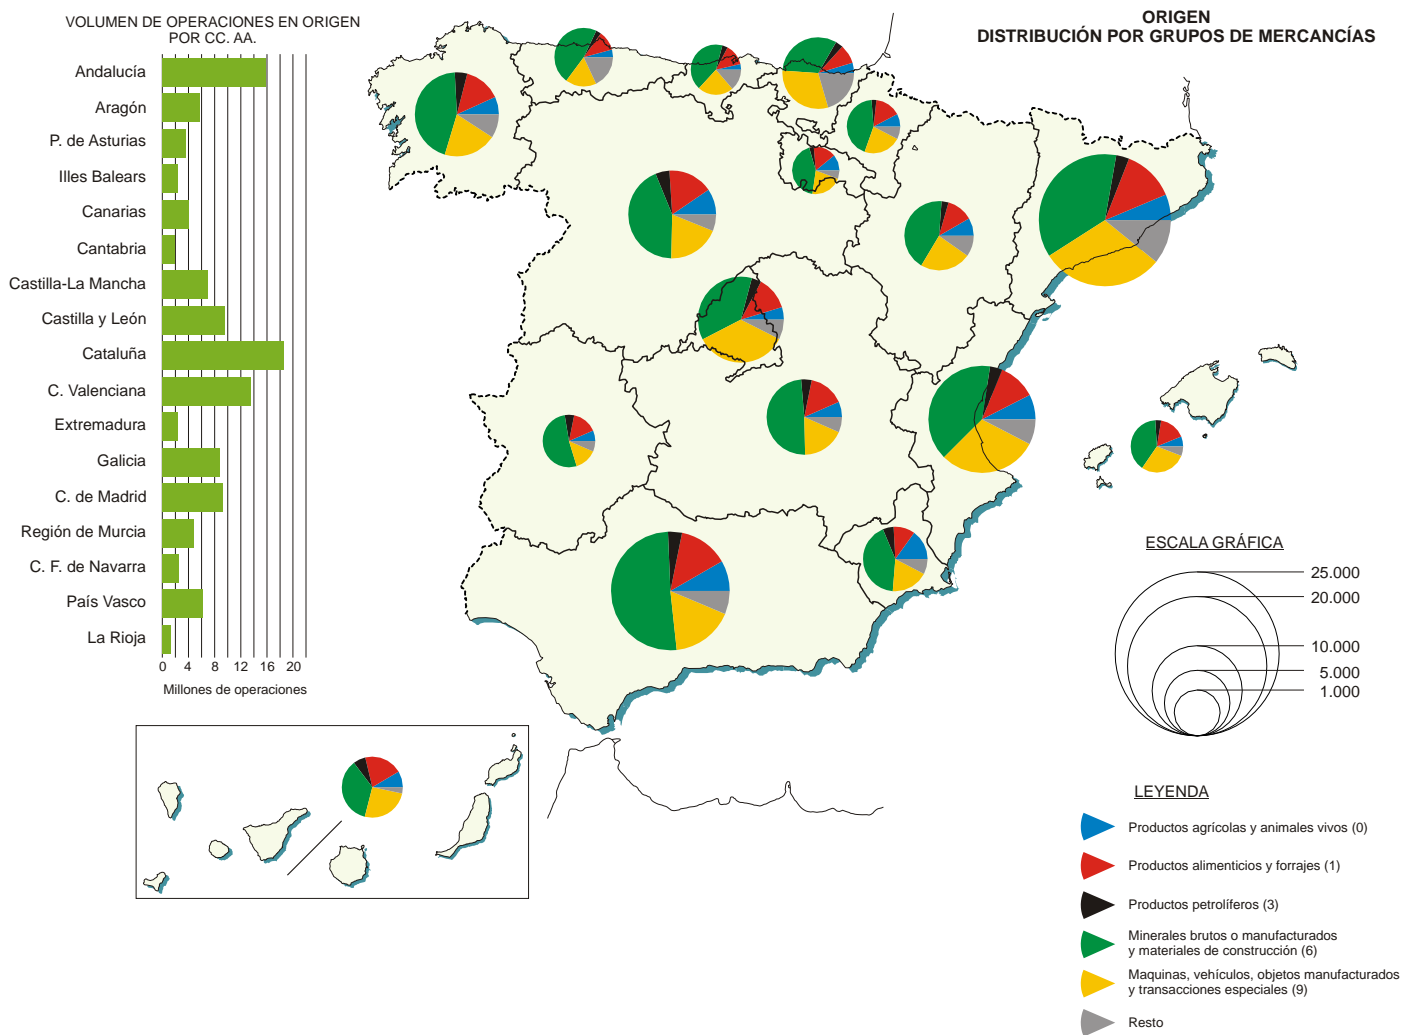 VOLUMEN DE OPERACIONES EN ORIGEN
POR CC. AA.
ORIGEN
DISTRIBUCIÓN POR GRUPOS DE MERCANCÍAS
Andalucía
Aragón
P. de Asturias
Illes Balears
Canarias
Cantabria
Castilla-La Mancha
Castilla y León
Cataluña
C. Valenciana
Extremadura
Galicia
C. de Madrid
Región de Murcia
C. F. de Navarra
País Vasco
La Rioja
0 4 8 12 16 20
Millones de operaciones
ESCALA GRÁFICA
25.000
20.000
10.000
5.000
1.000
LEYENDA
Productos agrícolas y animales vivos (0)
Productos alimenticios y forrajes (1)
Productos petrolíferos (3)
Minerales brutos o manufacturados
y materiales de construcción (6)
Maquinas, vehículos, objetos manufacturados
y transacciones especiales (9)
Resto